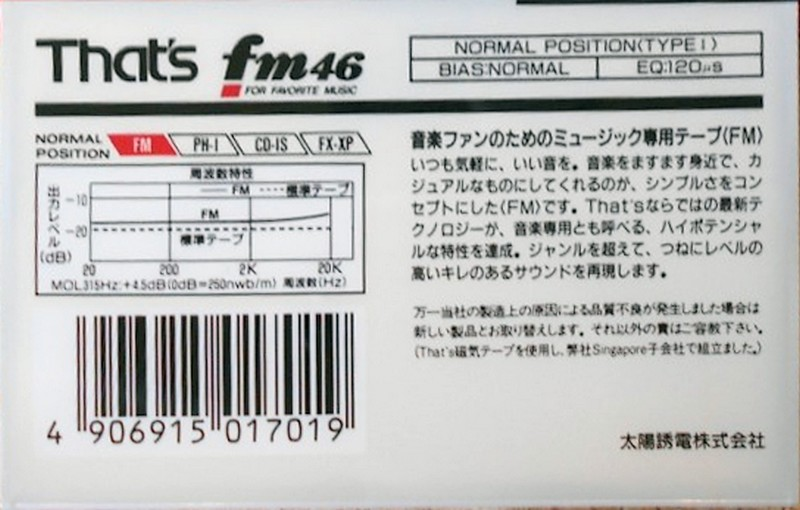 That's fm46
FOR FAVORITE MUSIC
NORMAL POSITION(TYPE I)
BIAS:NORMAL EQ:120μs
NORMAL POSITION FM PH-I CD-IS FX-XP
周波数特性
FM 標準テープ
出力レベル(dB)
-10
FM
-20
標準テープ
20 200 2K 20K
MOL315Hz:+4.5dB(0dB=250nwb/m) 周波数(Hz)
4 906915 017019
音楽ファンのためのミュージック専用テープ〈FM〉
いつも気軽に、いい音を。音楽をますます身近で、カ
ジュアルなものにしてくれるのが、シンプルさをコン
セプトにした〈FM〉です。That'sならではの最新テ
クノロジーが、音楽専用とも呼べる、ハイポテンシャ
ルな特性を達成。ジャンルを超えて、つねにレベルの
高いキレのあるサウンドを再現します。
万一当社の製造上の原因による品質不良が発生しました場合は
新しい製品とお取り替えします。それ以外の責はご容赦下さい。
(That's磁気テープを使用し、弊社Singapore子会社で組立ました。)
太陽誘電株式会社